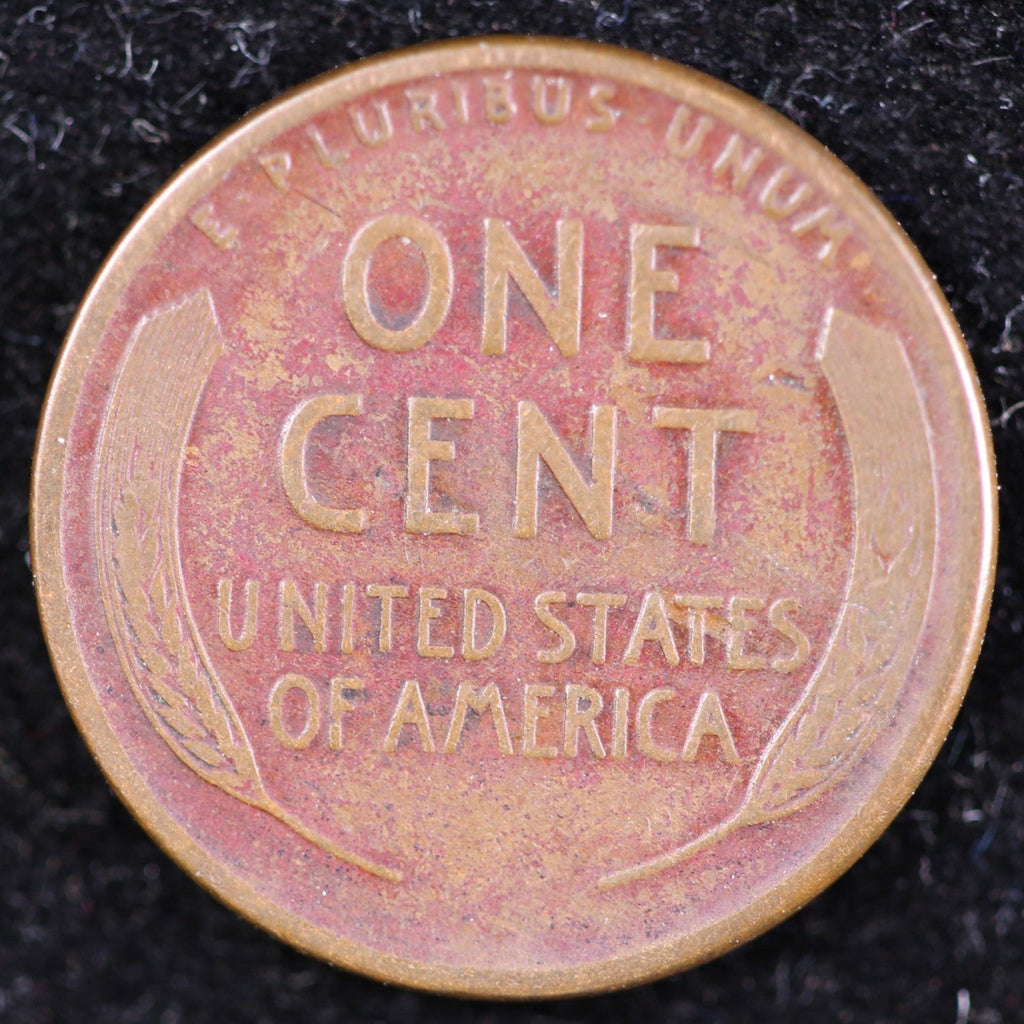 E · PLURIBUS · UNUM
ONE
CENT
UNITED STATES
OF AMERICA